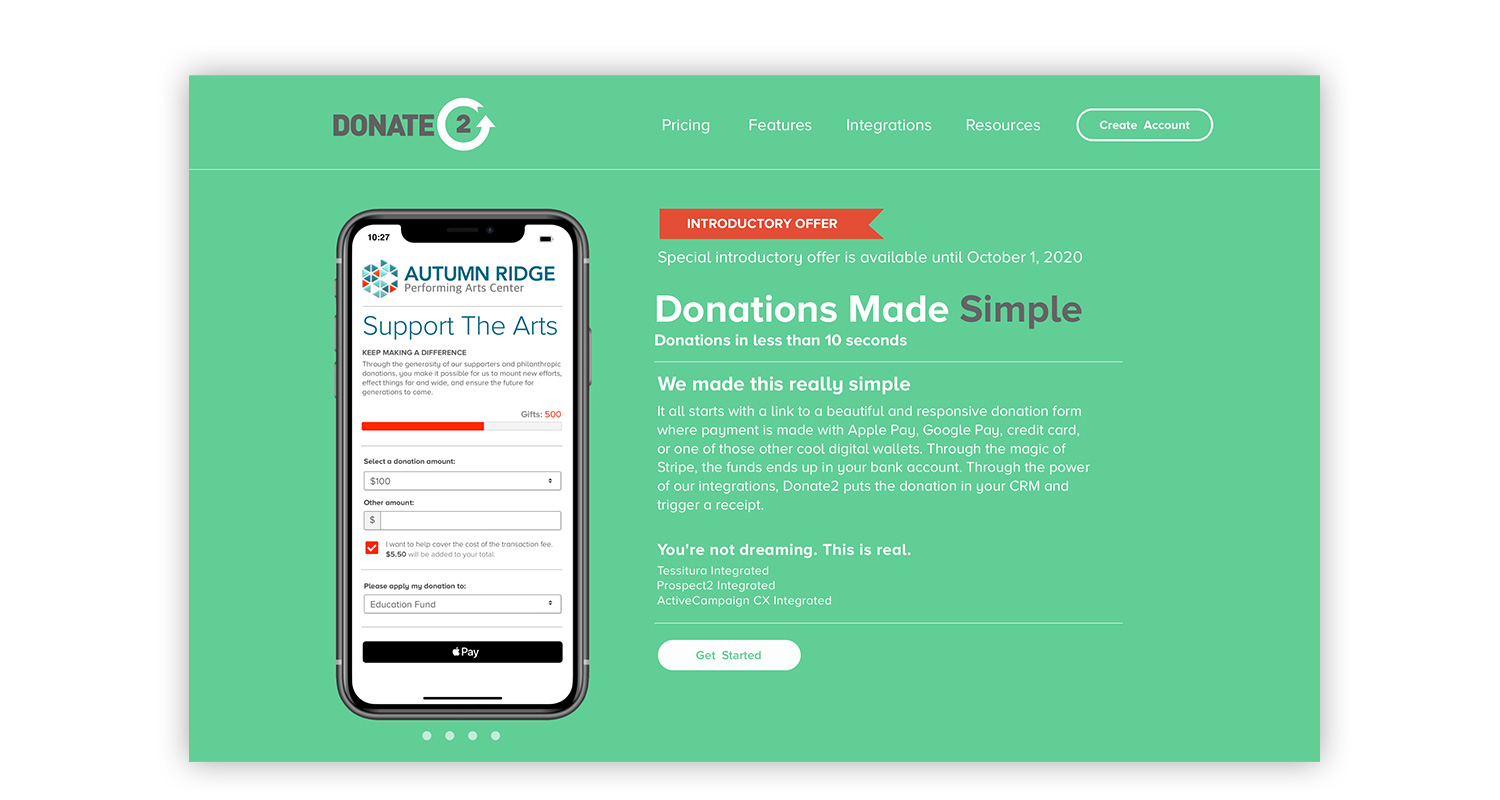 DONATE 2
Pricing
Features
Integrations
Resources
Create Account
10:27
AUTUMN RIDGE
Performing Arts Center
Support The Arts
KEEP MAKING A DIFFERENCE
Through the generosity of our supporters and philanthropic
donations, you make it possible for us to mount new efforts,
effect things far and wide, and ensure the future for
generations to come.
Gifts: 500
Select a donation amount:
$100
Other amount:
$
I want to help cover the cost of the transaction fee.
$5.50 will be added to your total.
Please apply my donation to:
Education Fund
Pay
INTRODUCTORY OFFER
Special introductory offer is available until October 1, 2020
Donations Made Simple
Donations in less than 10 seconds
We made this really simple
It all starts with a link to a beautiful and responsive donation form
where payment is made with Apple Pay, Google Pay, credit card,
or one of those other cool digital wallets. Through the magic of
Stripe, the funds ends up in your bank account. Through the power
of our integrations, Donate2 puts the donation in your CRM and
trigger a receipt.
You're not dreaming. This is real.
Tessitura Integrated
Prospect2 Integrated
ActiveCampaign CX Integrated
Get Started